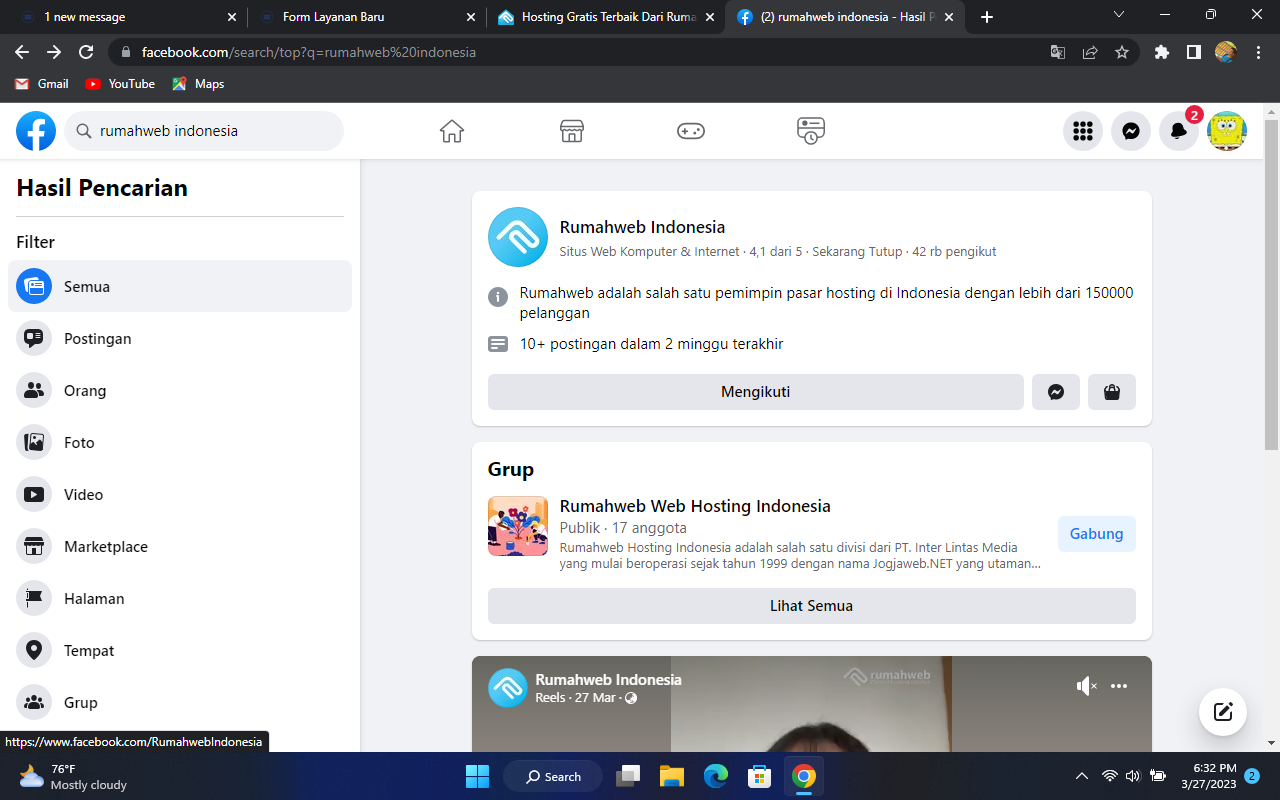 1 new message
Form Layanan Baru
Hosting Gratis Terbaik Dari Ruma
(2) rumahweb indonesia - Hasil P
facebook.com/search/top?q=rumahweb%20indonesia
Gmail
YouTube
Maps
rumahweb indonesia
2
Hasil Pencarian
Filter
Semua
Postingan
Orang
Foto
Video
Marketplace
Halaman
Tempat
Grup
Rumahweb Indonesia
Situs Web Komputer & Internet · 4,1 dari 5 · Sekarang Tutup · 42 rb pengikut
Rumahweb adalah salah satu pemimpin pasar hosting di Indonesia dengan lebih dari 150000
pelanggan
10+ postingan dalam 2 minggu terakhir
Mengikuti
Grup
Rumahweb Web Hosting Indonesia
Publik · 17 anggota
Rumahweb Hosting Indonesia adalah salah satu divisi dari PT. Inter Lintas Media
yang mulai beroperasi sejak tahun 1999 dengan nama Jogjaweb.NET yang utaman...
Gabung
Lihat Semua
Rumahweb Indonesia
Reels · 27 Mar ·
rumahweb
https://www.facebook.com/RumahwebIndonesia
76°F
Mostly cloudy
Search
6:32 PM
3/27/2023
2